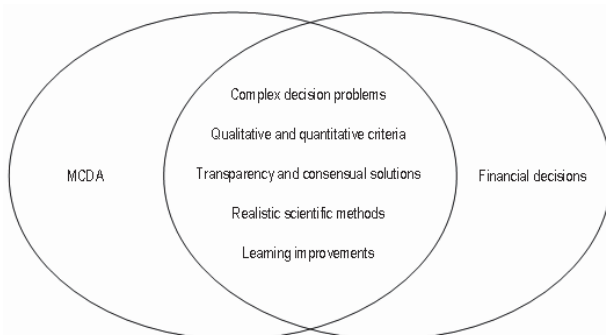 Complex decision problems
Qualitative and quantitative criteria
MCDA
Transparency and consensual solutions
Financial decisions
Realistic scientific methods
Learning improvements